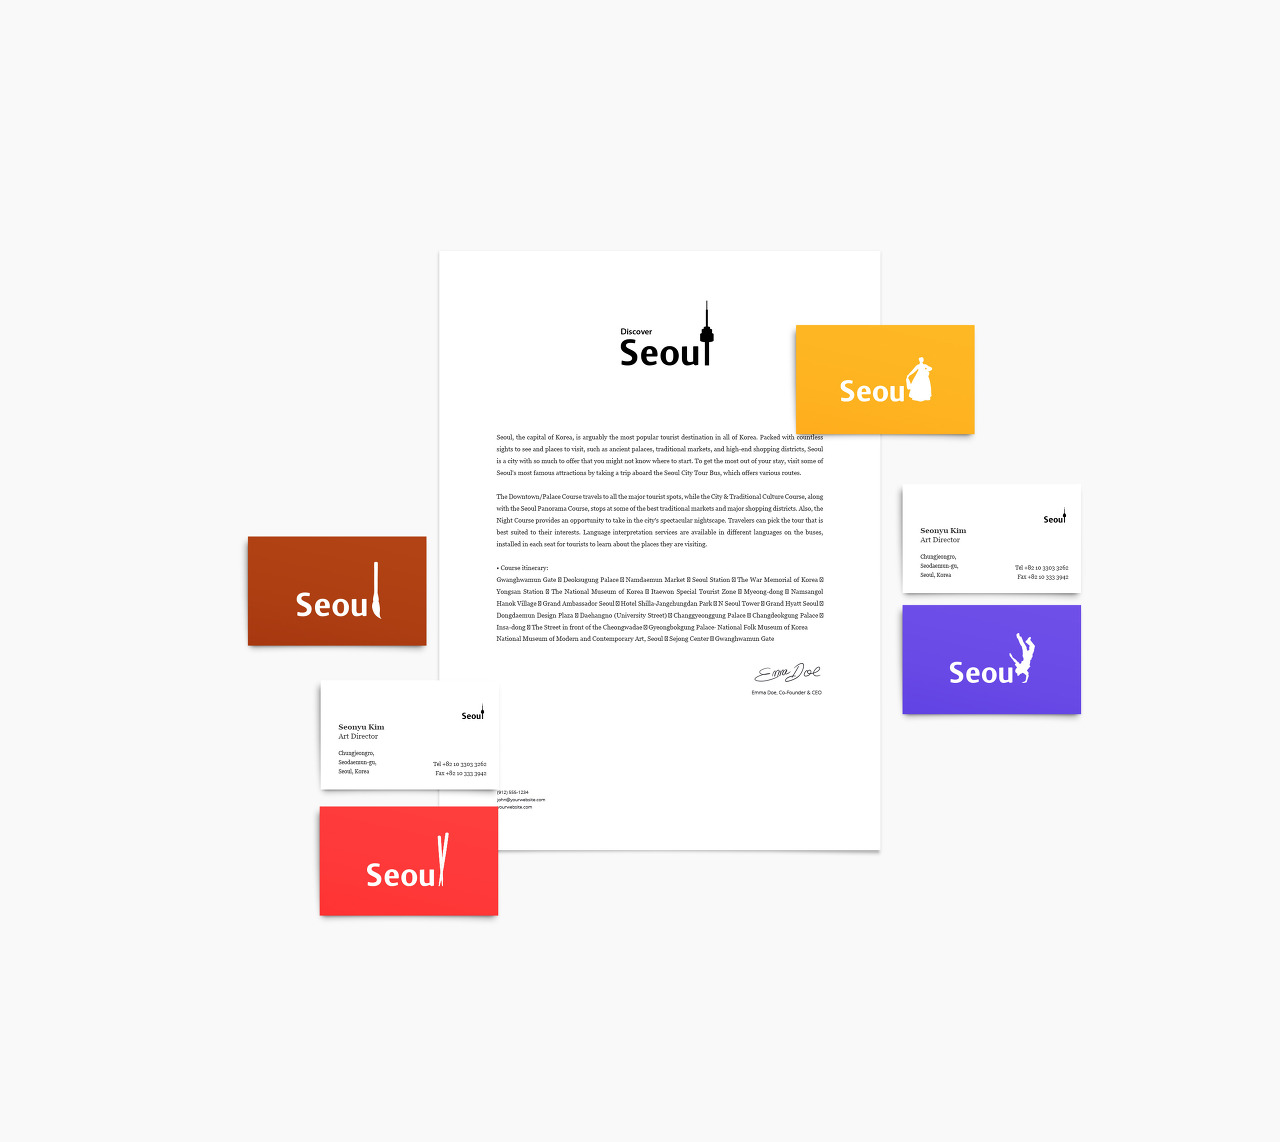 Discover
Seoul
Seoul, the capital of Korea, is arguably the most popular tourist destination in all of Korea. Packed with countless
sights to see and places to visit, such as ancient palaces, traditional markets, and high-end shopping districts, Seoul
is a city with so much to offer that you might not know where to start. To get the most out of your stay, visit some of
Seoul's most famous attractions by taking a trip aboard the Seoul City Tour Bus, which offers various routes.
The Downtown/Palace Course travels to all the major tourist spots, while the City & Traditional Culture Course, along
with the Seoul Panorama Course, stops at some of the best traditional markets and major shopping districts. Also, the
Night Course provides an opportunity to take in the city's spectacular nightscape. Travelers can pick the tour that is
best suited to their interests. Language interpretation services are available in different languages on the buses,
installed in each seat for tourists to learn about the places they are visiting.
• Course itinerary:
Gwanghwamun Gate ☒ Deoksugung Palace ☒ Namdaemun Market ☒ Seoul Station ☒ The War Memorial of Korea ☒
Yongsan Station ☒ The National Museum of Korea ☒ Itaewon Special Tourist Zone ☒ Myeong-dong ☒ Namsangol
Hanok Village ☒ Grand Ambassador Seoul ☒ Hotel Shilla-Jangchungdan Park ☒ N Seoul Tower ☒ Grand Hyatt Seoul ☒
Dongdaemun Design Plaza ☒ Daehangno (University Street) ☒ Changgyeonggung Palace ☒ Changdeokgung Palace ☒
Insa-dong ☒ The Street in front of the Cheongwadae ☒ Gyeongbokgung Palace- National Folk Museum of Korea
National Museum of Modern and Contemporary Art, Seoul ☒ Sejong Center ☒ Gwanghwamun Gate
Emma Doe
Emma Doe, Co-Founder & CEO
(912) 555-1234
john@yourwebsite.com
yourwebsite.com
Seoul
Seoul
Seonyu Kim
Art Director
Chungjeongro,
Seodaemun-gu,
Seoul, Korea
Tel +82 10 3303 3262
Fax +82 10 333 3942
Seoul
Seoul
Seoul
Seonyu Kim
Art Director
Chungjeongro,
Seodaemun-gu,
Seoul, Korea
Tel +82 10 3303 3262
Fax +82 10 333 3942
Seoul